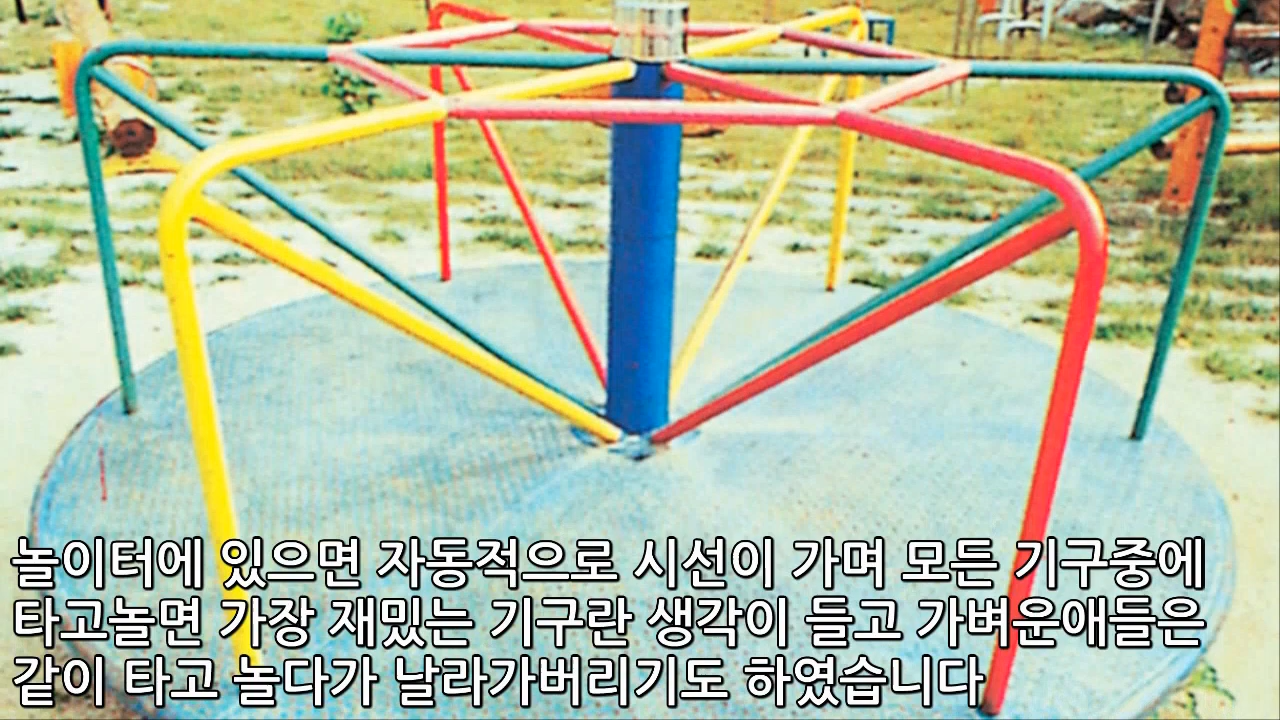 놀이터에 있으면 자동적으로 시선이 가며 모든 기구중에
타고놀면 가장 재밌는 기구란 생각이 들고 가벼운애들은
같이 타고 놀다가 날라가버리기도 하였습니다